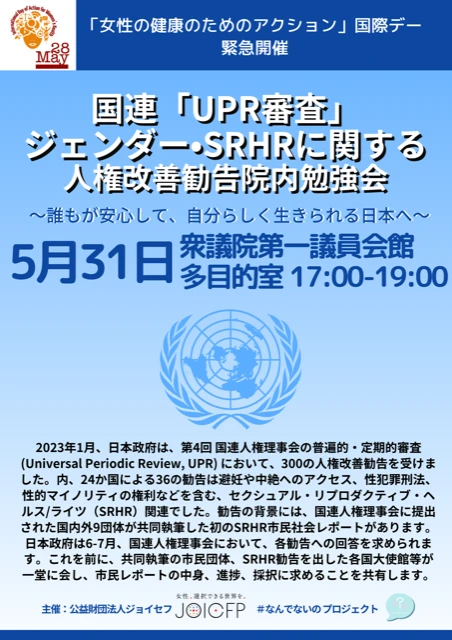 「女性の健康のためのアクション」国際デー
緊急開催
28
May
国連「UPR審査」
ジェンダー•SRHRに関する
人権改善勧告院内勉強会
〜誰もが安心して、自分らしく生きられる日本へ〜
5月31日
衆議院第一議員会館
多目的室 17:00-19:00
2023年1月、日本政府は、第4回 国連人権理事会の普遍的・定期的審査
(Universal Periodic Review, UPR) において、300の人権改善勧告を受けま
した。内、24か国による36の勧告は避妊や中絶へのアクセス、性犯罪刑法、
性的マイノリティの権利などを含む、セクシュアル・リプロダクティブ・ヘ
ルス/ライツ（SRHR）関連でした。勧告の背景には、国連人権理事会に提出
された国内外9団体が共同執筆した初のSRHR市民社会レポートがあります。
日本政府は6-7月、国連人権理事会において、各勧告への回答を求められま
す。これを前に、共同執筆の市民団体、SRHR勧告を出した各国大使館等が
一堂に会し、市民レポートの中身、進捗、採択に求めることを共有します。
主催：公益財団法人ジョイセフ
女性、選択できる世界を。
JOICFP
＃なんでないのプロジェクト
?